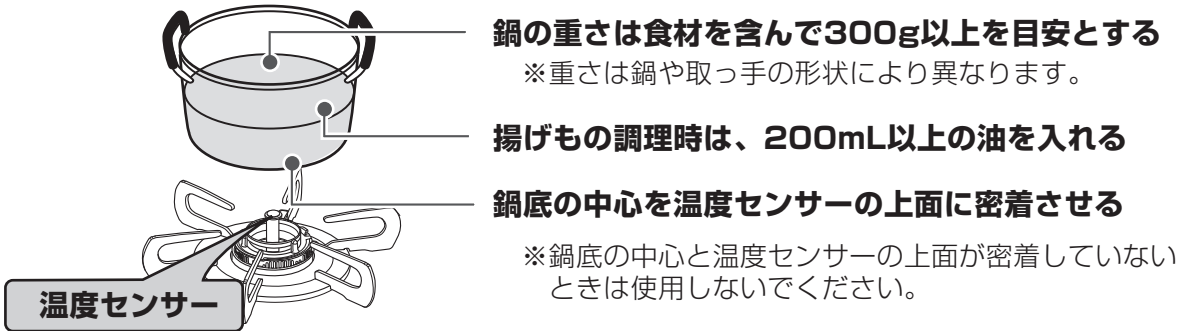 鍋の重さは食材を含んで300g以上を目安とする
※重さは鍋や取っ手の形状により異なります。
揚げもの調理時は、200mL以上の油を入れる
鍋底の中心を温度センサーの上面に密着させる
※鍋底の中心と温度センサーの上面が密着していない
ときは使用しないでください。
温度センサー